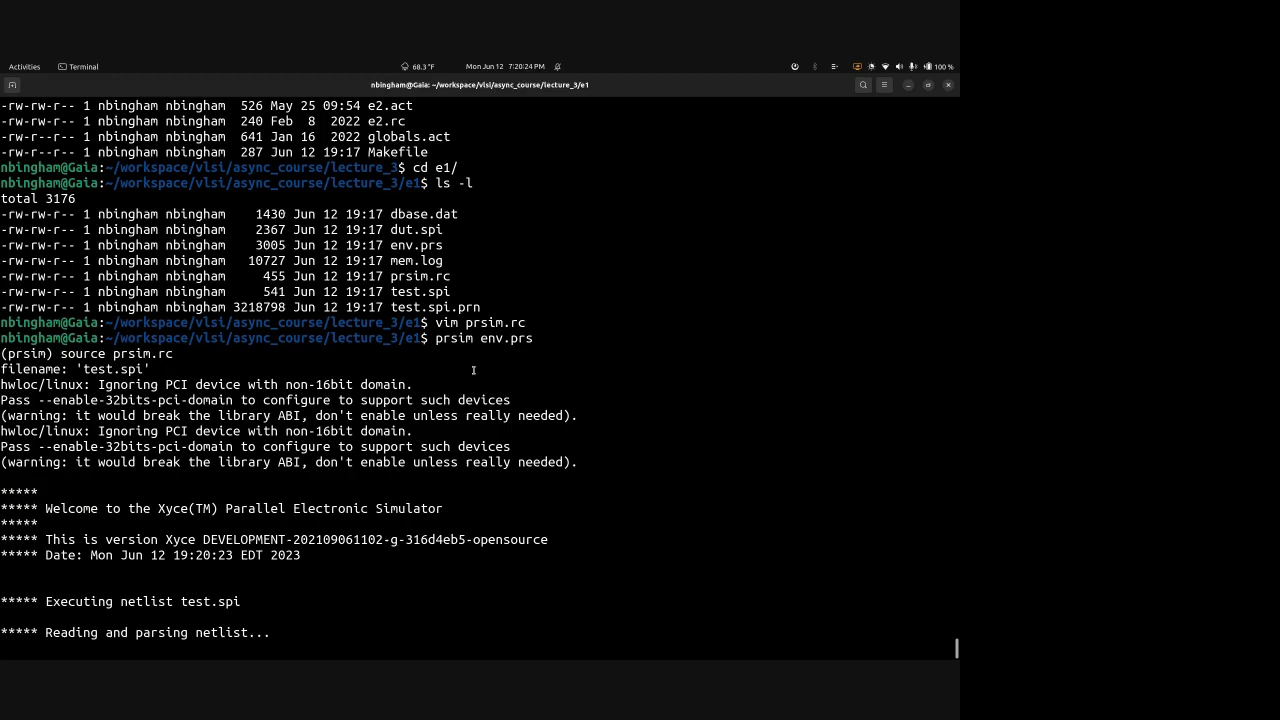 Activities Terminal 68.3 °F Mon Jun 12 7:20:24 PM 100 %
nbingham@Gaia: ~/workspace/vlsi/async_course/lecture_3/e1
-rw-rw-r-- 1 nbingham nbingham  526 May 25 09:54 e2.act
-rw-rw-r-- 1 nbingham nbingham  240 Feb  8  2022 e2.rc
-rw-r--r-- 1 nbingham nbingham  641 Jan 16  2022 globals.act
-rw-rw-r-- 1 nbingham nbingham  287 Jun 12 19:17 Makefile
nbingham@Gaia:~/workspace/vlsi/async_course/lecture_3$ cd e1/
nbingham@Gaia:~/workspace/vlsi/async_course/lecture_3/e1$ ls -l
total 3176
-rw-rw-r-- 1 nbingham nbingham    1430 Jun 12 19:17 dbase.dat
-rw-rw-r-- 1 nbingham nbingham    2367 Jun 12 19:17 dut.spi
-rw-rw-r-- 1 nbingham nbingham    3005 Jun 12 19:17 env.prs
-rw-rw-r-- 1 nbingham nbingham   10727 Jun 12 19:17 mem.log
-rw-rw-r-- 1 nbingham nbingham     455 Jun 12 19:17 prsim.rc
-rw-rw-r-- 1 nbingham nbingham     541 Jun 12 19:17 test.spi
-rw-rw-r-- 1 nbingham nbingham 3218798 Jun 12 19:17 test.spi.prn
nbingham@Gaia:~/workspace/vlsi/async_course/lecture_3/e1$ vim prsim.rc
nbingham@Gaia:~/workspace/vlsi/async_course/lecture_3/e1$ prsim env.prs
(prsim) source prsim.rc
filename: 'test.spi'
hwloc/linux: Ignoring PCI device with non-16bit domain.
Pass --enable-32bits-pci-domain to configure to support such devices
(warning: it would break the library ABI, don't enable unless really needed).
hwloc/linux: Ignoring PCI device with non-16bit domain.
Pass --enable-32bits-pci-domain to configure to support such devices
(warning: it would break the library ABI, don't enable unless really needed).
*****
***** Welcome to the Xyce(TM) Parallel Electronic Simulator
*****
***** This is version Xyce DEVELOPMENT-202109061102-g-316d4eb5-opensource
***** Date: Mon Jun 12 19:20:23 EDT 2023
***** Executing netlist test.spi
***** Reading and parsing netlist...